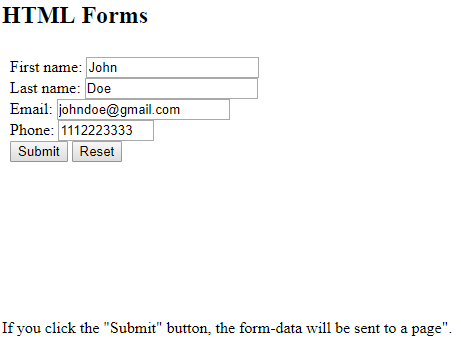 HTML Forms
First name: John
Last name: Doe
Email: johndoe@gmail.com
Phone: 1112223333
Submit Reset
If you click the "Submit" button, the form-data will be sent to a page".